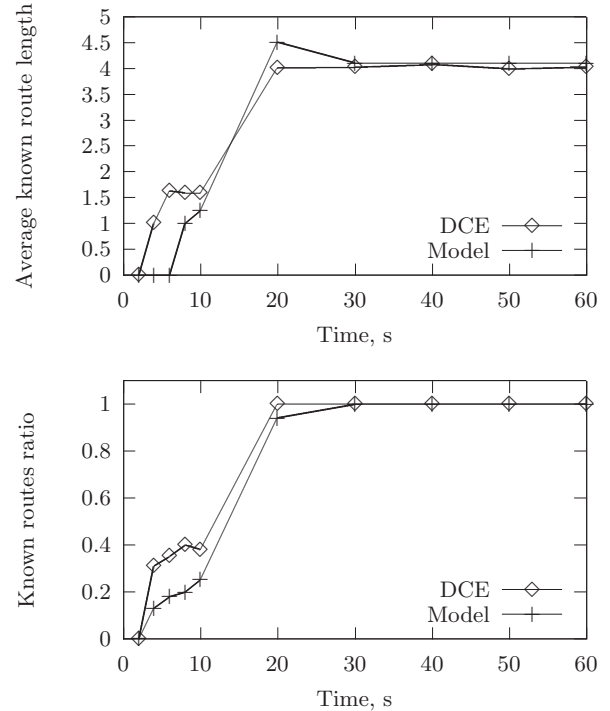 Average known route length
5
4.5
4
3.5
3
2.5
2
1.5
1
0.5
0
DCE
Model
0 10 20 30 40 50 60
Time, s
Known routes ratio
1
0.8
0.6
0.4
0.2
0
DCE
Model
0 10 20 30 40 50 60
Time, s